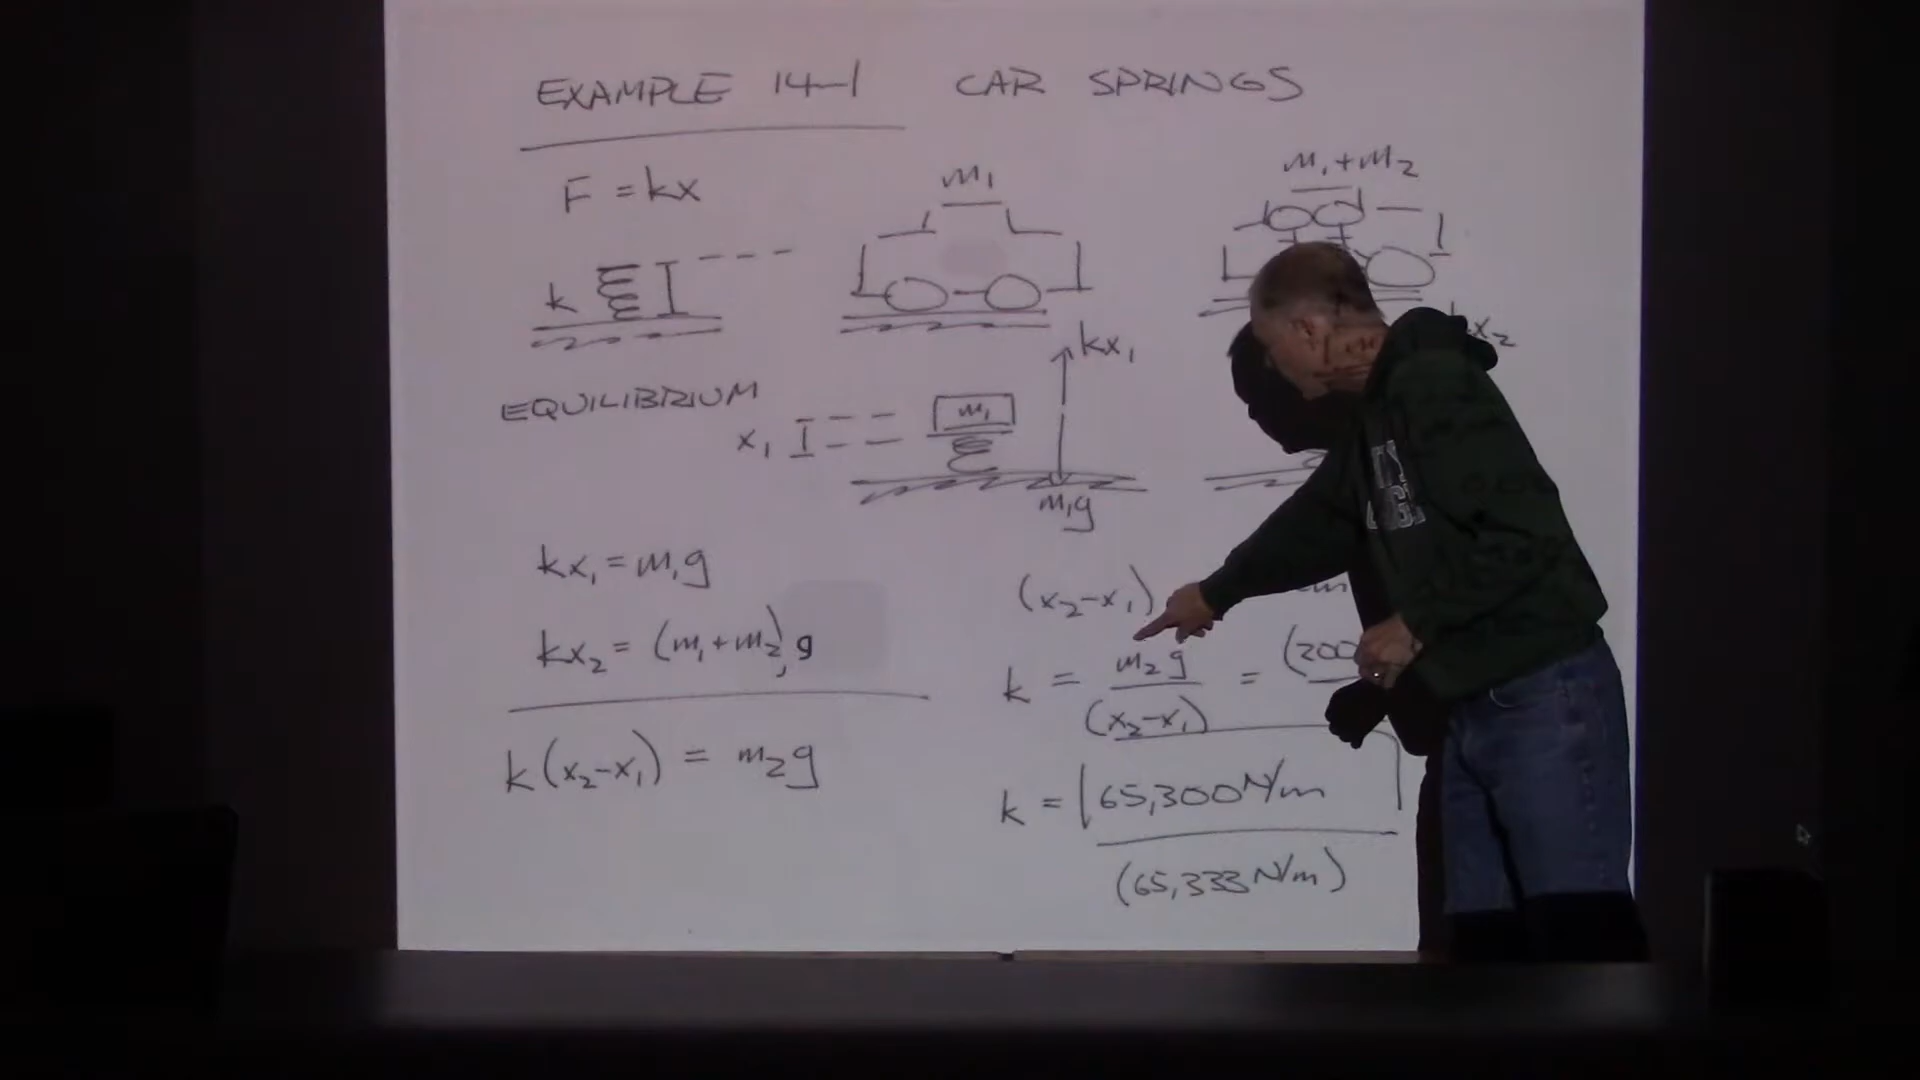 EXAMPLE 14-1 CAR SPRINGS
F = kx
m₁
m₁+m₂
k
kx₁
x₂
EQUILIBRIUM
x₁
m₁
m₁g
kx₁ = m₁g
(x₂-x₁)
kx₂ = (m₁+m₂)g
k = m₂g / (x₂-x₁) = (200
k(x₂-x₁) = m₂g
k = 65,300 N/m
(65,333 N/m)